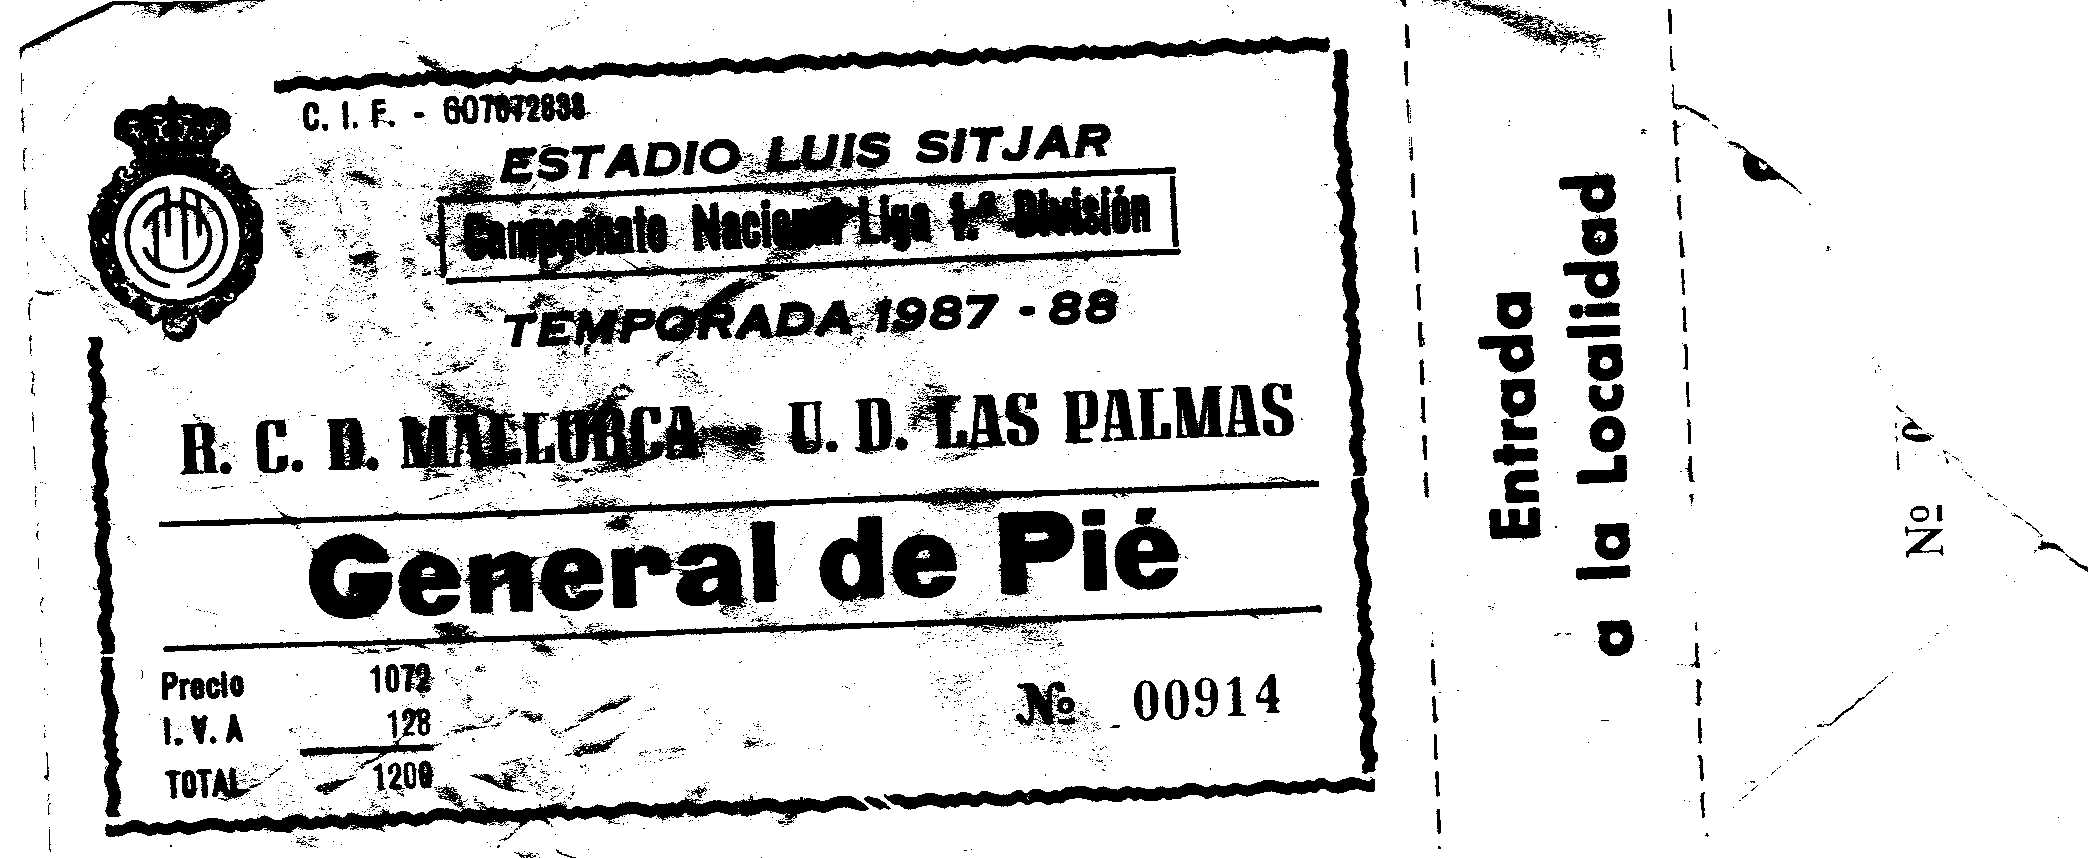 C. I. F. - G07072838
ESTADIO LUIS SITJAR
Campeonato Nacional Liga 1.ª División
TEMPORADA 1987 - 88
R. C. D. MALLORCA - U. D. LAS PALMAS
General de Pié
Precio 1072
I. V. A 128
TOTAL 1200
Nº 00914
Entrada
a la Localidad
Nº 0